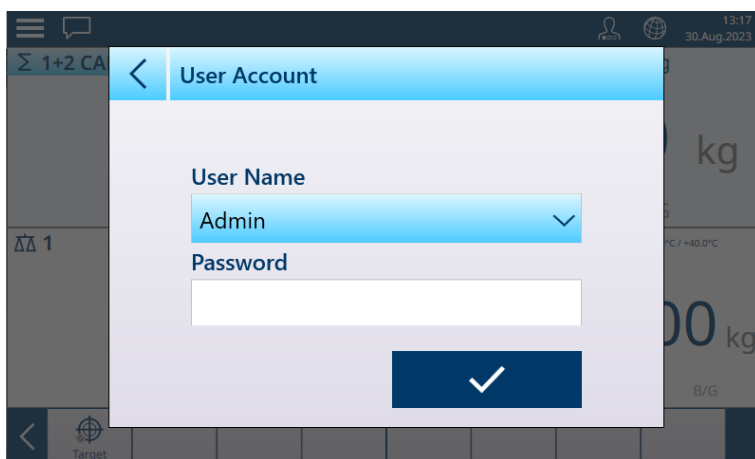 13:17
30.Aug.2023
Σ 1+2 CA
g
User Account
kg
User Name
B/G
Admin
1
°C / +40,0°C
Password
00 kg
B/G
Target